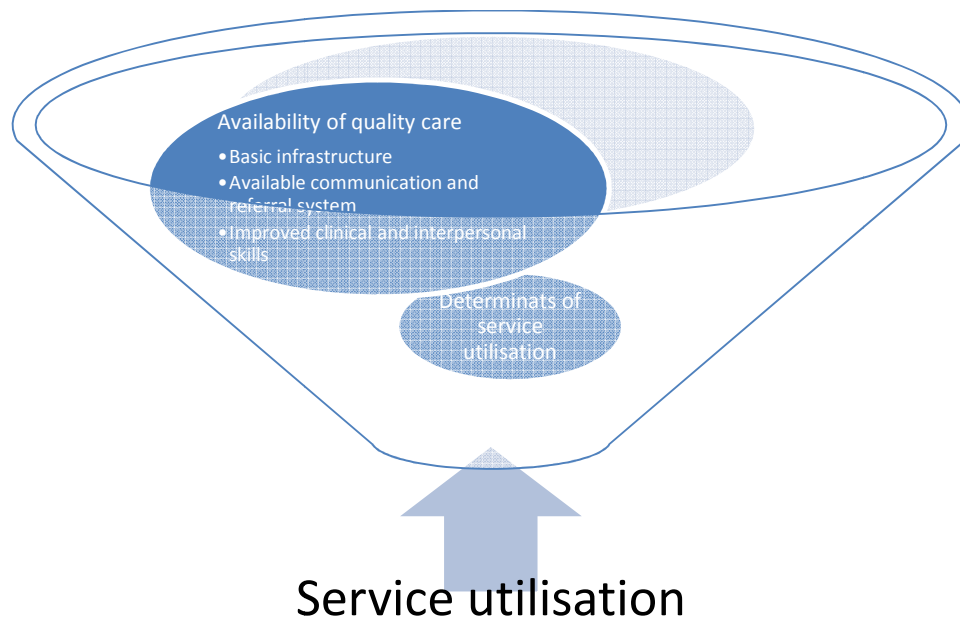 Availability of quality care
•Basic infrastructure
•Available communication and
referral system
•Improved clinical and interpersonal
skills
Determinats of
service
utilisation
Service utilisation